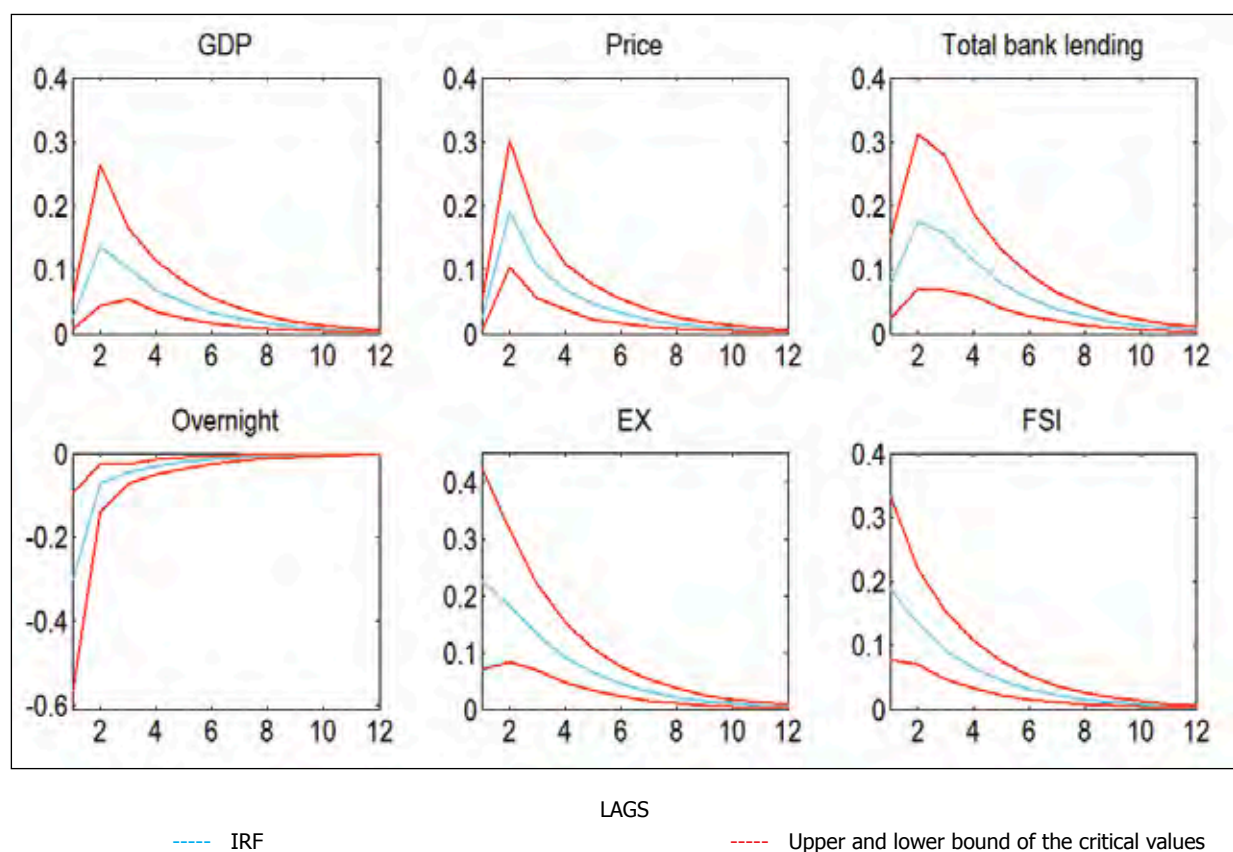 GDP Price Total bank lending
0.4 0.4 0.4
0.3 0.3 0.3
0.2 0.2 0.2
0.1 0.1 0.1
0 0 0
2 4 6 8 10 12 2 4 6 8 10 12 2 4 6 8 10 12
Overnight EX FSI
0 0.4 0.4
-0.2 0.3 0.3
-0.4 0.2 0.2
-0.6 0.1 0.1
0 0
2 4 6 8 10 12 2 4 6 8 10 12 2 4 6 8 10 12
LAGS
----- IRF ----- Upper and lower bound of the critical values